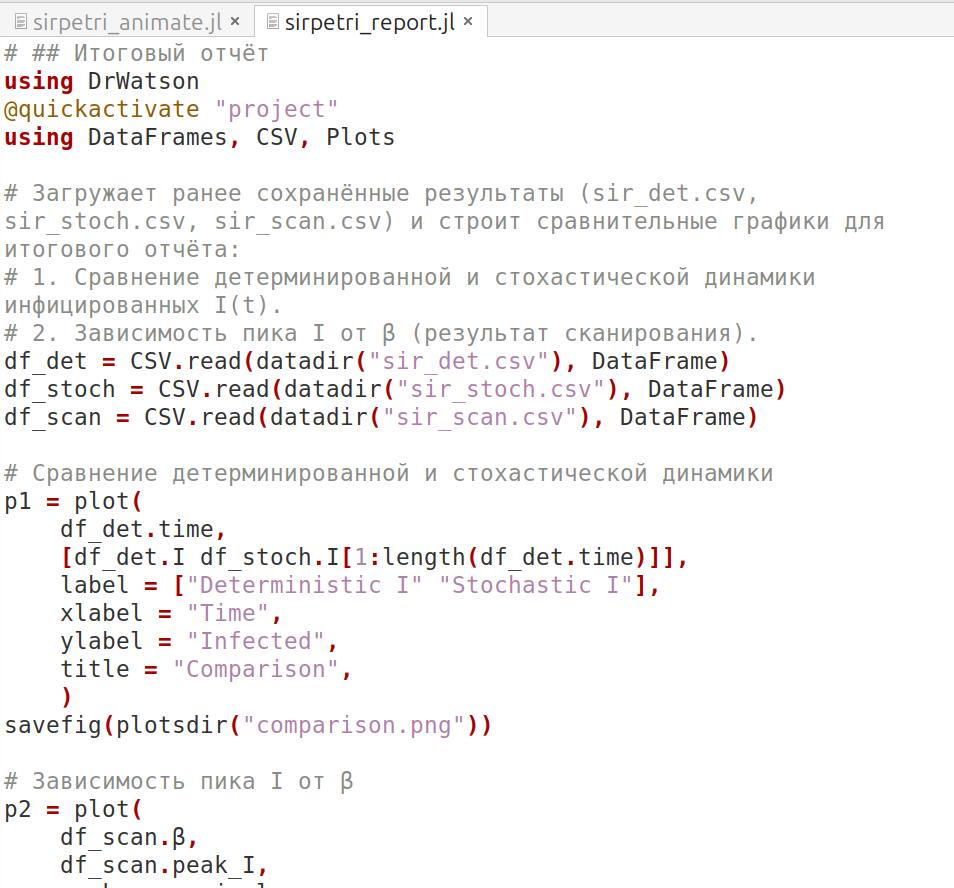 sirpetri_animate.jl × sirpetri_report.jl ×
# ## Итоговый отчёт
using DrWatson
@quickactivate "project"
using DataFrames, CSV, Plots

# Загружает ранее сохранённые результаты (sir_det.csv,
sir_stoch.csv, sir_scan.csv) и строит сравнительные графики для
итогового отчёта:
# 1. Сравнение детерминированной и стохастической динамики
инфицированных I(t).
# 2. Зависимость пика I от β (результат сканирования).
df_det = CSV.read(datadir("sir_det.csv"), DataFrame)
df_stoch = CSV.read(datadir("sir_stoch.csv"), DataFrame)
df_scan = CSV.read(datadir("sir_scan.csv"), DataFrame)

# Сравнение детерминированной и стохастической динамики
p1 = plot(
    df_det.time,
    [df_det.I df_stoch.I[1:length(df_det.time)]],
    label = ["Deterministic I" "Stochastic I"],
    xlabel = "Time",
    ylabel = "Infected",
    title = "Comparison",
    )
savefig(plotsdir("comparison.png"))

# Зависимость пика I от β
p2 = plot(
    df_scan.β,
    df_scan.peak_I,